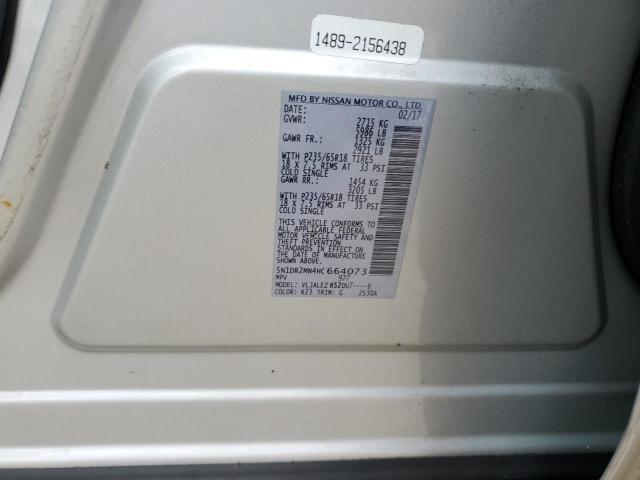 1489-2156438
MFD BY NISSAN MOTOR CO., LTD.
DATE: 02/17
GVWR: 2715 KG
5986 LB
GAWR FR.: 1325 KG
2921 LB
WITH P235/65R18 TIRES
18 X 7.5 RIMS AT 33 PSI
COLD SINGLE
GAWR RR.: 1454 KG
3205 LB
WITH P235/65R18 TIRES
18 X 7.5 RIMS AT 33 PSI
COLD SINGLE
THIS VEHICLE CONFORMS TO
ALL APPLICABLE FEDERAL
MOTOR VEHICLE SAFETY AND
THEFT PREVENTION
STANDARDS IN EFFECT ON
THE DATE OF MANUFACTURE
SHOWN ABOVE.
5N1DR2MN4HC664073
MPV 977
MODEL: VLJALEZ R52DU7----B
COLOR: K23 TRIM: G 2S30A